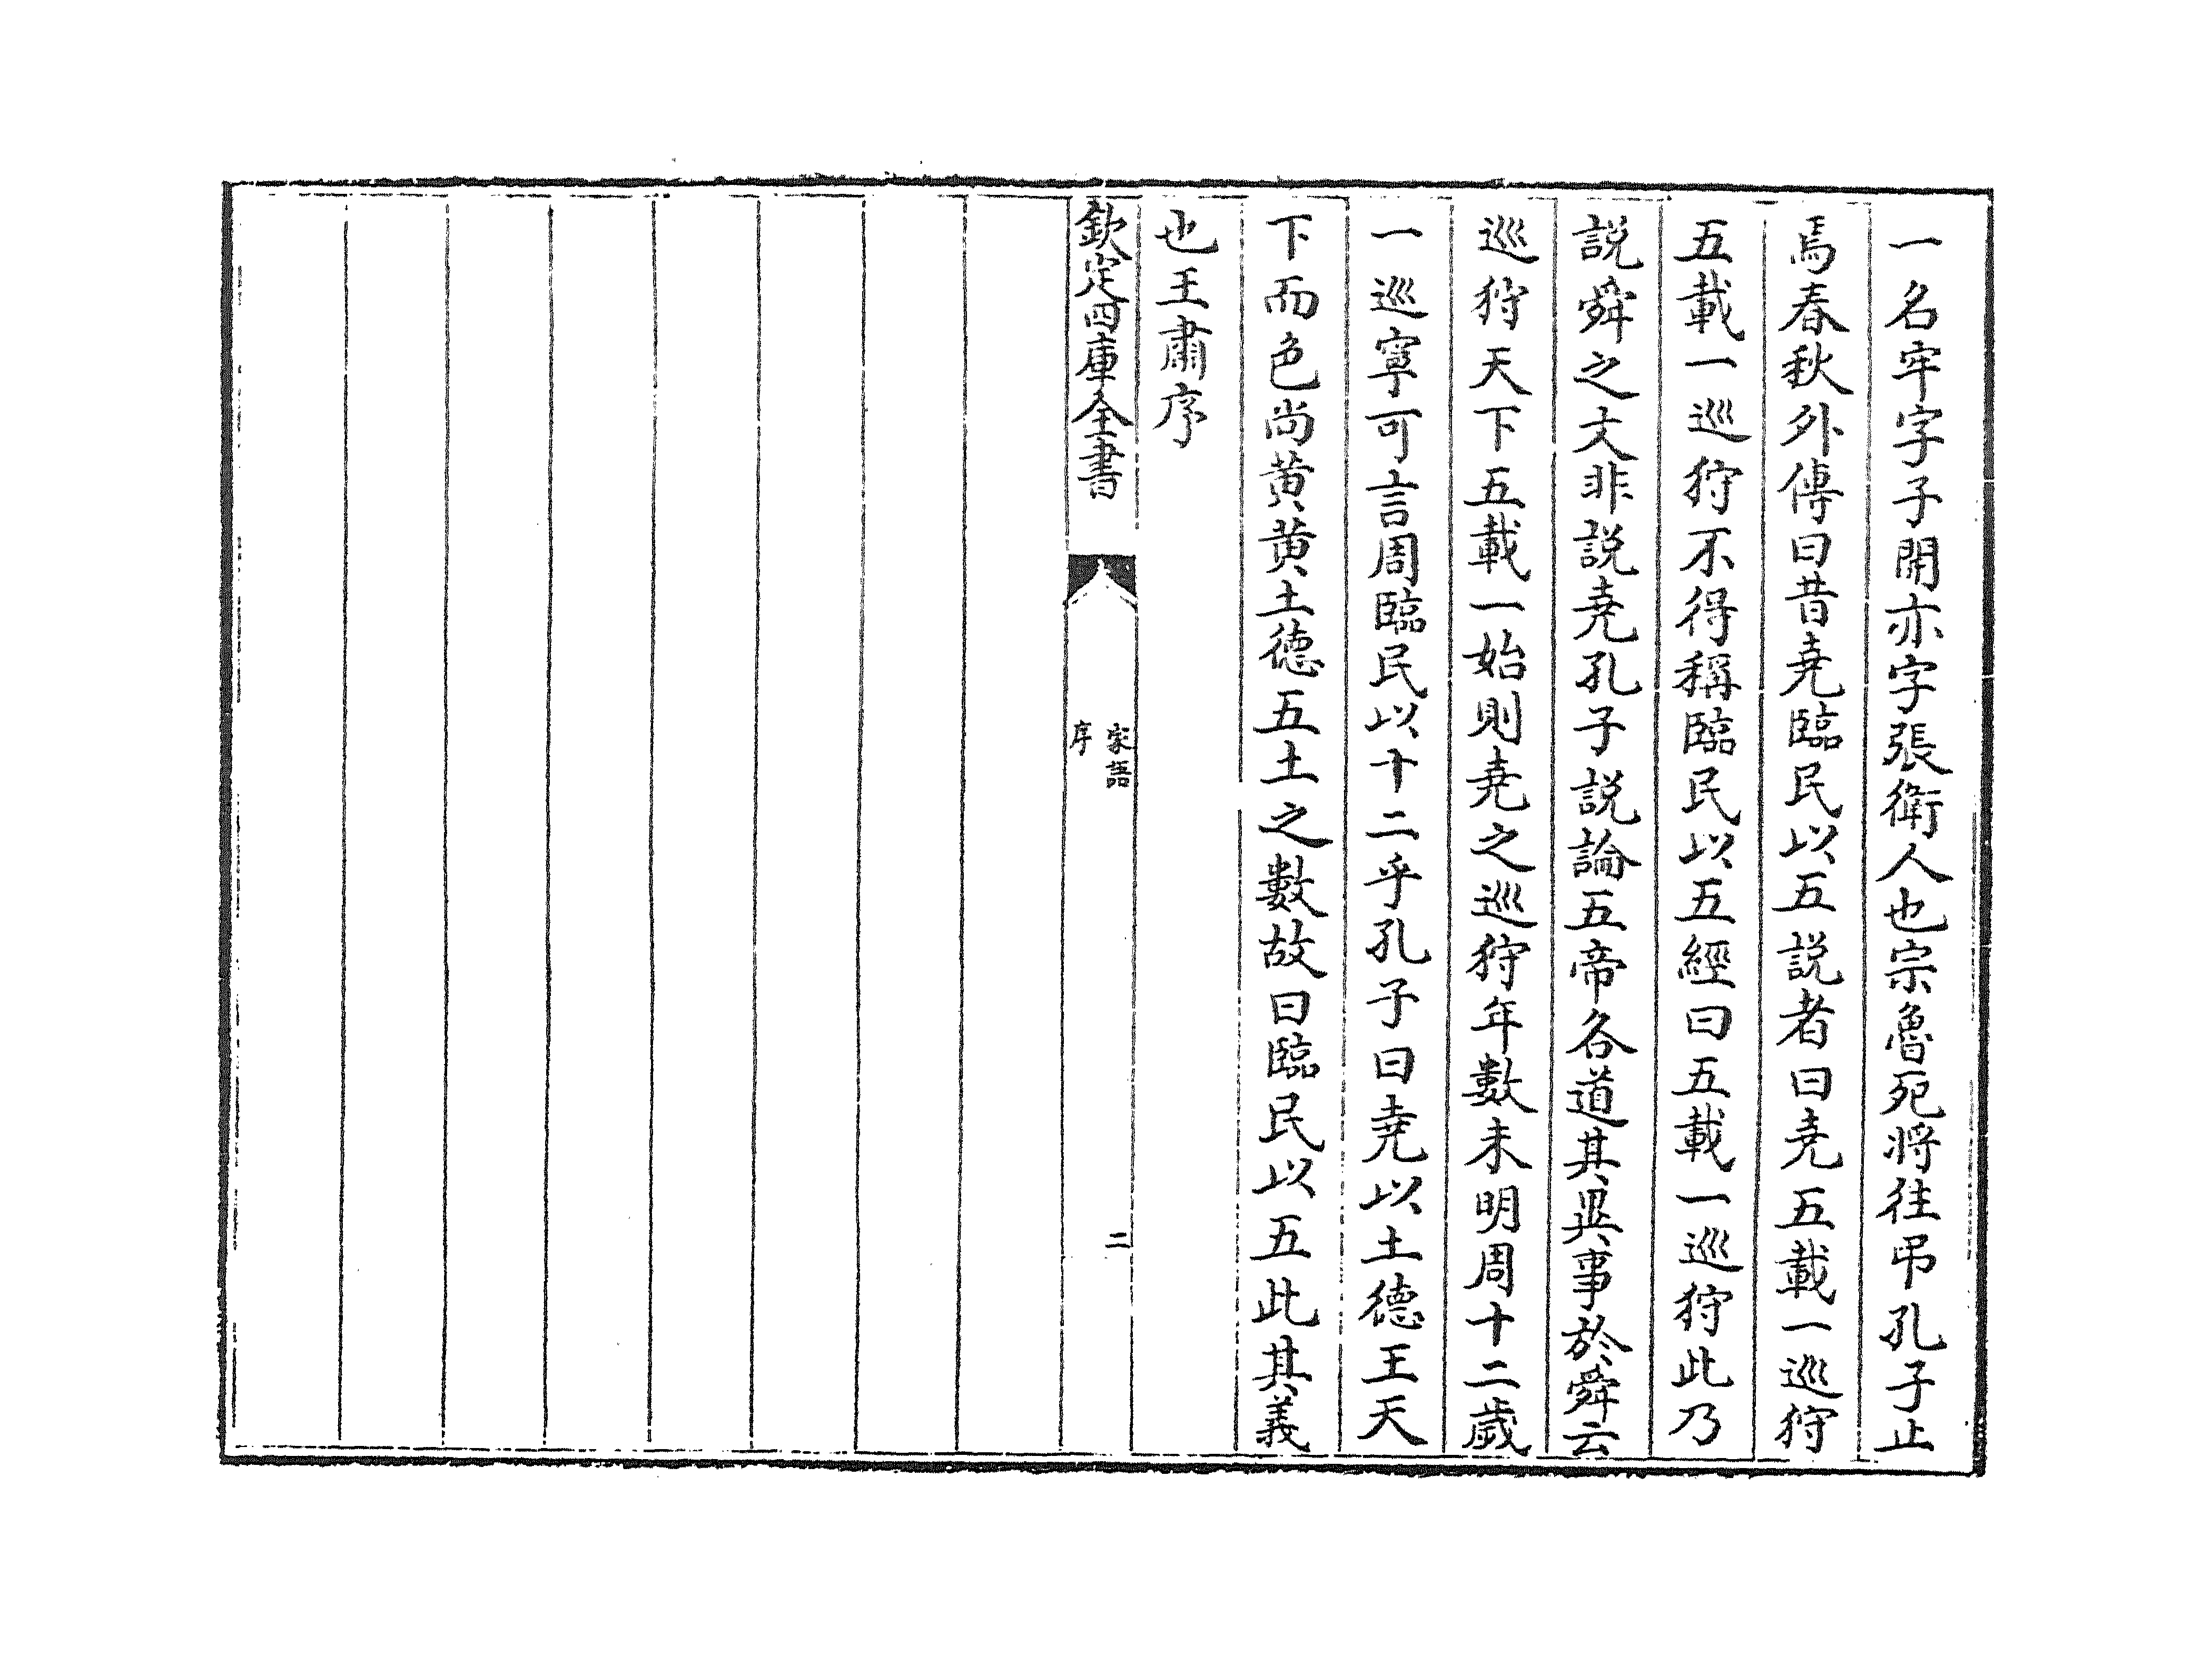 一名牢字子開亦字張衛人也宗魯死將往弔孔子止
焉春秋外傳曰昔堯臨民以五説者曰堯五載一巡狩
五載一巡狩不得稱臨民以五經曰五載一巡狩此乃
説舜之文非説堯孔子説論五帝各道其異事於舜云
巡狩天下五載一始則堯之巡狩年數未明周十二歲
一巡寧可言周臨民以十二乎孔子曰堯以土德王天
下而色尚黄黄土德五土之數故曰臨民以五此其義
也王肅序
欽定四庫全書
家語
序
二